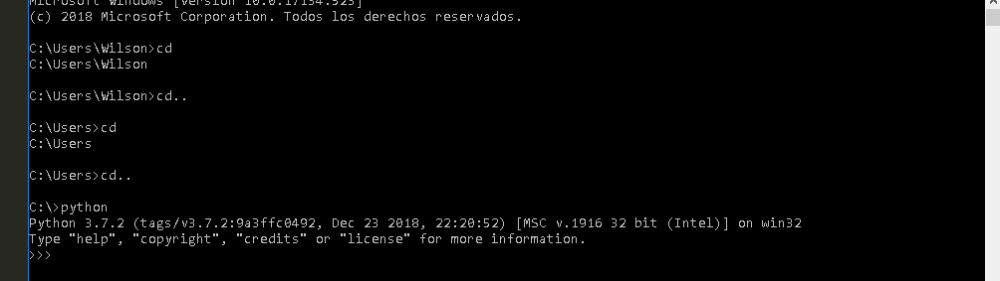 Microsoft Windows [Versión 10.0.17134.523]
(c) 2018 Microsoft Corporation. Todos los derechos reservados.
C:\Users\Wilson>cd
C:\Users\Wilson
C:\Users\Wilson>cd..
C:\Users>cd
C:\Users
C:\Users>cd..
C:\>python
Python 3.7.2 (tags/v3.7.2:9a3ffc0492, Dec 23 2018, 22:20:52) [MSC v.1916 32 bit (Intel)] on win32
Type "help", "copyright", "credits" or "license" for more information.
>>>